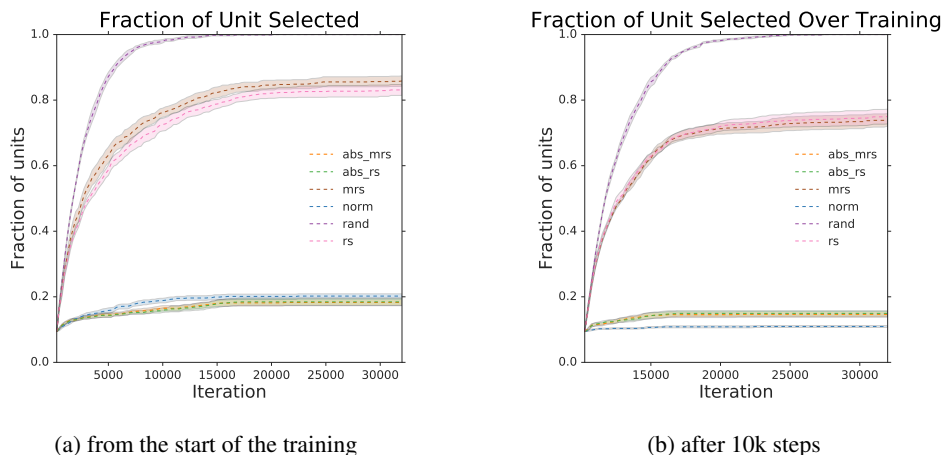 Fraction of Unit Selected
Fraction of units
1.0
0.8
0.6
0.4
0.2
0.0
abs_mrs
abs_rs
mrs
norm
rand
rs
5000 10000 15000 20000 25000 30000
Iteration
(a) from the start of the training
Fraction of Unit Selected Over Training
Fraction of units
1.0
0.8
0.6
0.4
0.2
0.0
abs_mrs
abs_rs
mrs
norm
rand
rs
15000 20000 25000 30000
Iteration
(b) after 10k steps